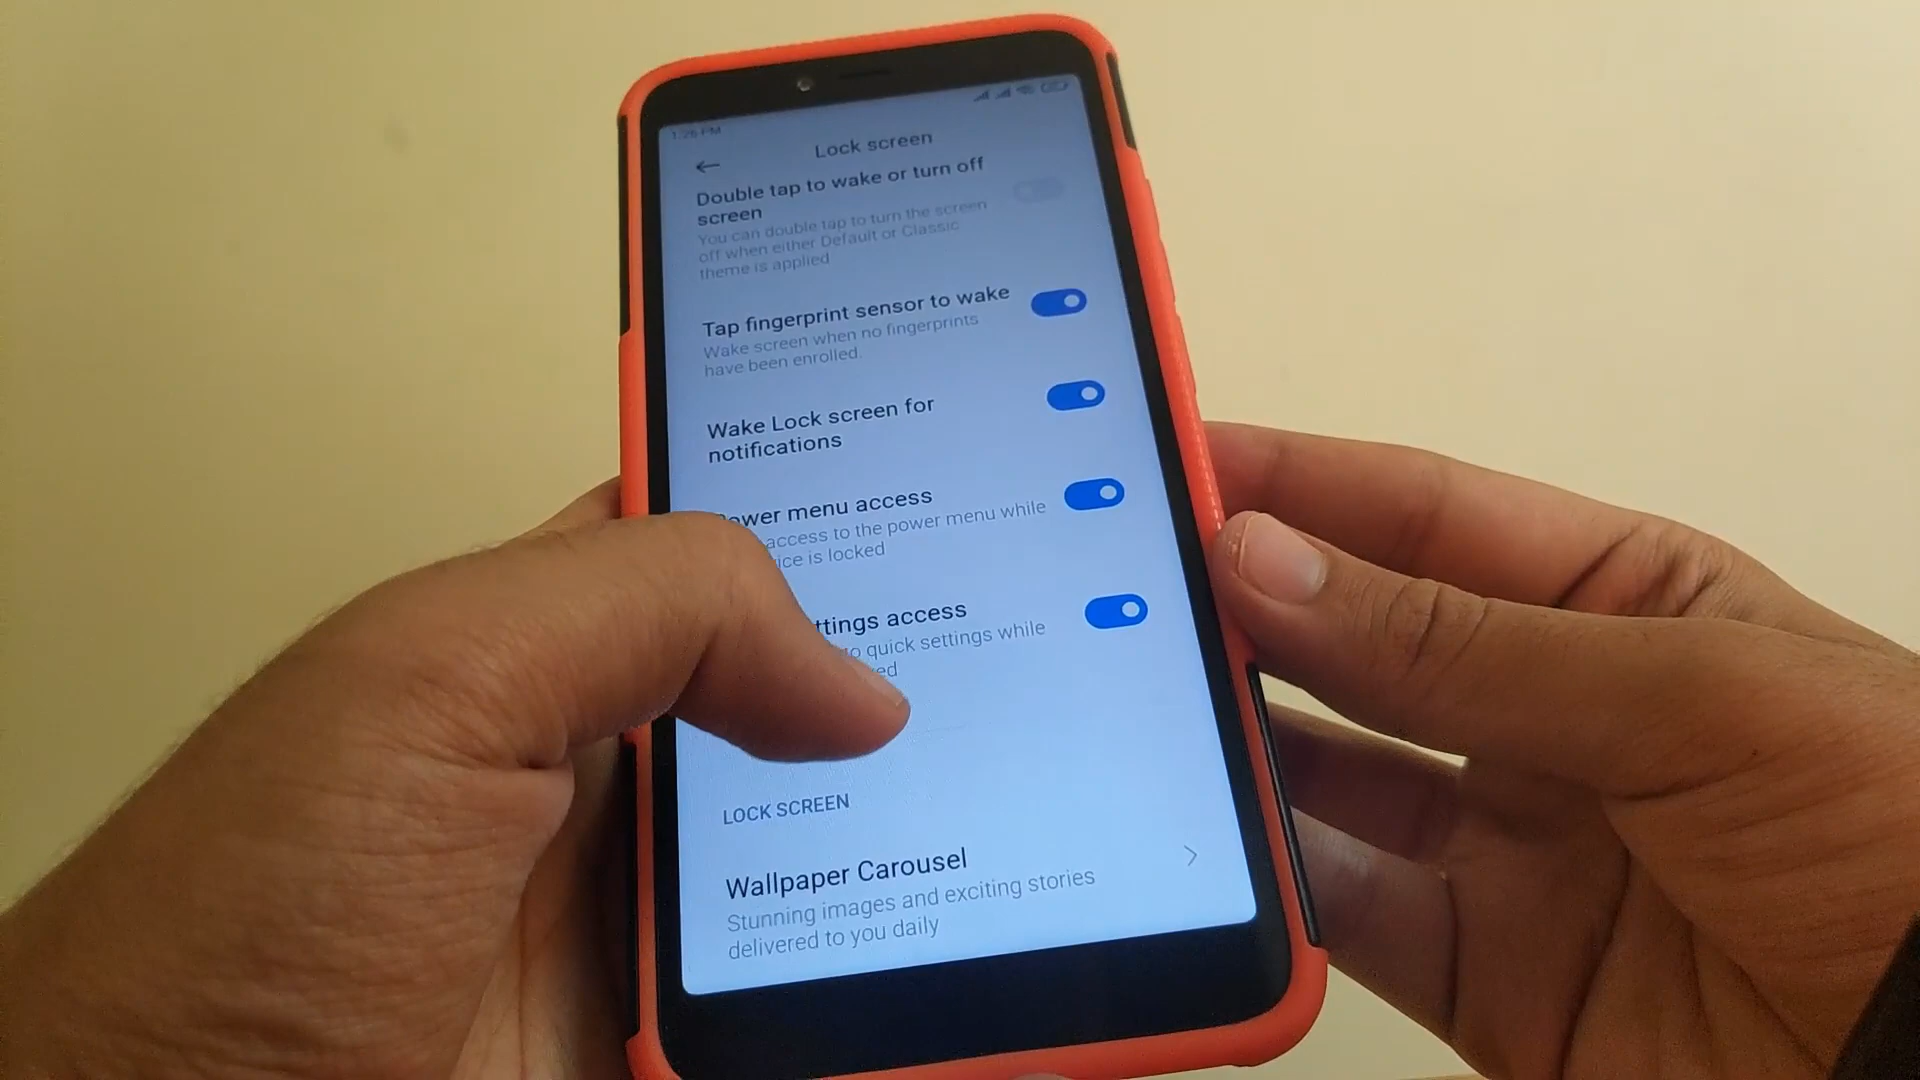 1:26 PM
Lock screen
Double tap to wake or turn off
screen
You can double tap to turn the screen
off when either Default or Classic
theme is applied
Tap fingerprint sensor to wake
Wake screen when no fingerprints
have been enrolled.
Wake Lock screen for
notifications
ower menu access
access to the power menu while
ice is locked
ttings access
o quick settings while
ed
LOCK SCREEN
Wallpaper Carousel
Stunning images and exciting stories
delivered to you daily